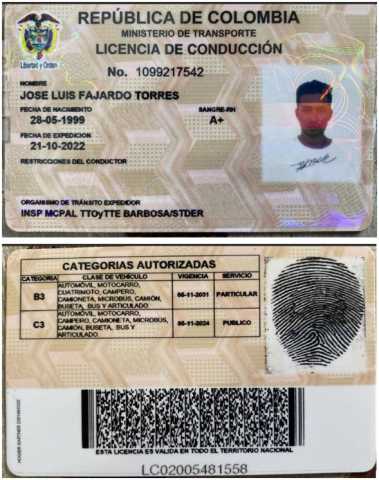 REPÚBLICA DE COLOMBIA
MINISTERIO DE TRANSPORTE
LICENCIA DE CONDUCCIÓN
Libertad y Orden
No. 1099217542
NOMBRE
JOSE LUIS FAJARDO TORRES
FECHA DE NACIMIENTO SANGRE-RH
28-05-1999 A+
FECHA DE EXPEDICION
21-10-2022
RESTRICCIONES DEL CONDUCTOR
ORGANISMO DE TRÁNSITO EXPEDIDOR
INSP MCPAL TTOyTTE BARBOSA/STDER
CATEGORIAS AUTORIZADAS
CATEGORIA CLASE DE VEHÍCULO VIGENCIA SERVICIO
B3 AUTOMÓVIL, MOTOCARRO, CUATRIMOTO, CAMPERO, CAMIONETA, MICROBUS, CAMIÓN, BUSETA, BUS Y ARTICULADO 05-11-2031 PARTICULAR
C3 AUTOMÓVIL, MOTOCARRO, CAMPERO, CAMIONETA, MICROBUS, CAMIÓN, BUSETA, BUS Y ARTICULADO 05-11-2024 PUBLICO
ESTA LICENCIA ES VALIDA EN TODO EL TERRITORIO NACIONAL
LC02005481558